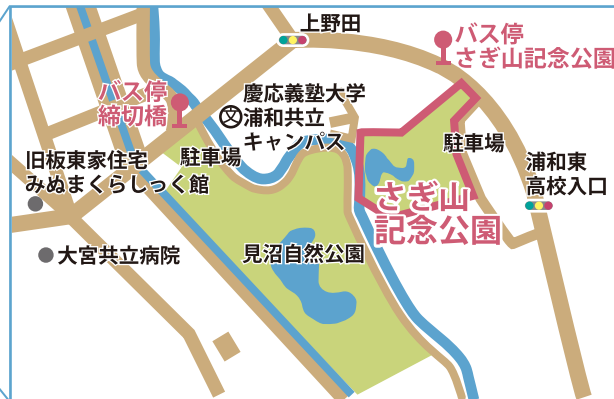 上野田
バス停
さぎ山記念公園
バス停
締切橋
文
慶応義塾大学
浦和共立
キャンパス
駐車場
駐車場
旧坂東家住宅
みぬまくらしっく館
浦和東
高校入口
さぎ山
記念公園
大宮共立病院
見沼自然公園